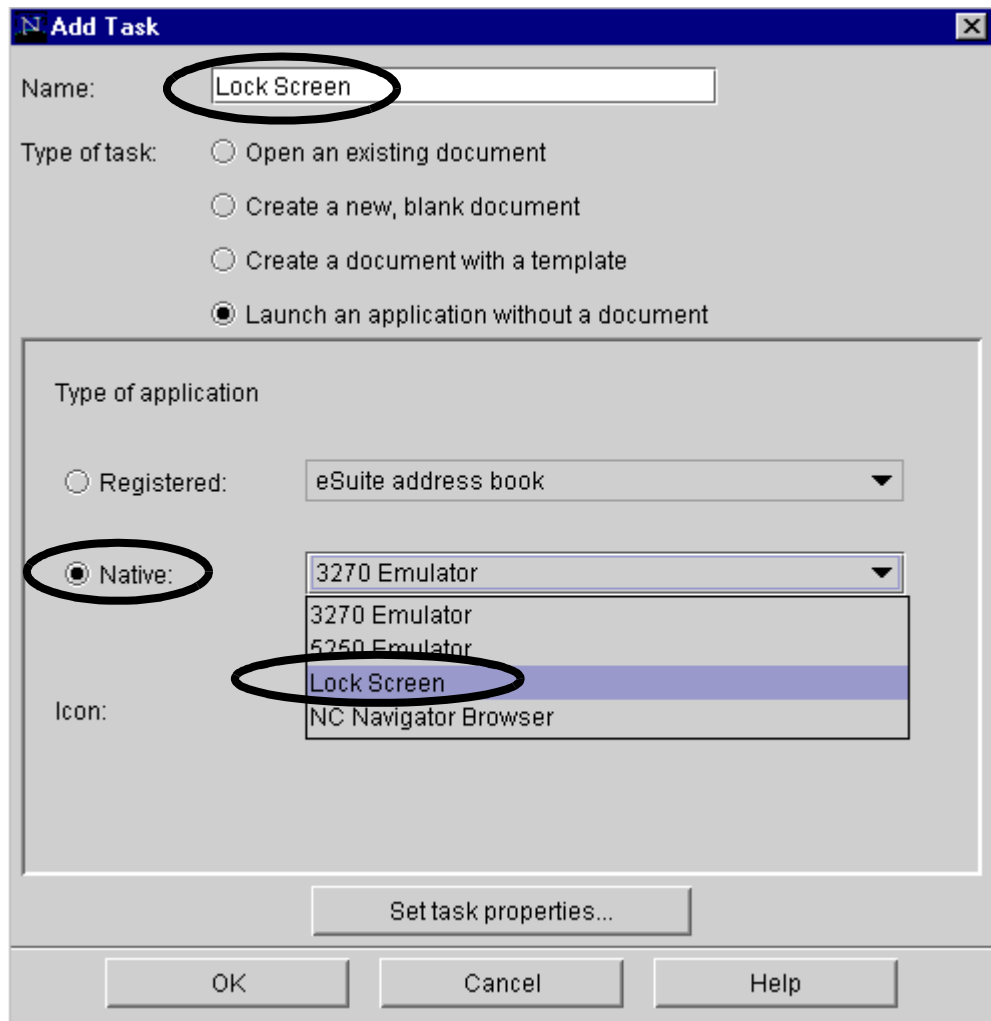 N Add Task
Name: Lock Screen
Type of task: Open an existing document
Create a new, blank document
Create a document with a template
Launch an application without a document
Type of application
Registered: eSuite address book
Native: 3270 Emulator
3270 Emulator
5250 Emulator
Lock Screen
Icon:
NC Navigator Browser
Set task properties...
OK Cancel Help